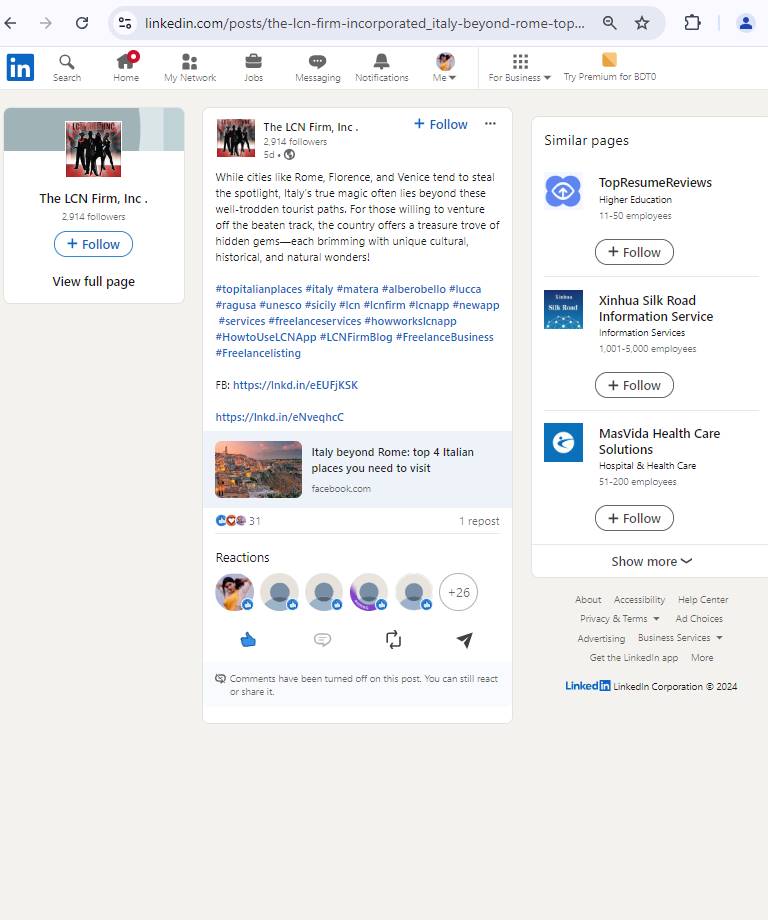 linkedin.com/posts/the-lcn-firm-incorporated_italy-beyond-rome-top...
in
Search
Home
My Network
Jobs
Messaging
Notifications
Me
For Business
Try Premium for BDT0
The LCN Firm, Inc .
2,914 followers
+ Follow
View full page
The LCN Firm, Inc .
2,914 followers
5d •
+ Follow
While cities like Rome, Florence, and Venice tend to steal
the spotlight, Italy's true magic often lies beyond these
well-trodden tourist paths. For those willing to venture
off the beaten track, the country offers a treasure trove of
hidden gems—each brimming with unique cultural,
historical, and natural wonders!
#topitalianplaces #italy #matera #alberobello #lucca
#ragusa #unesco #sicily #lcn #lcnfirm #lcnapp #newapp
#services #freelanceservices #howworkslcnapp
#HowtoUseLCNApp #LCNFirmBlog #FreelanceBusiness
#Freelancelisting
FB: https://lnkd.in/eEUFjKSK
https://lnkd.in/eNveqhcC
Italy beyond Rome: top 4 Italian
places you need to visit
facebook.com
31
1 repost
Reactions
+26
Comments have been turned off on this post. You can still react
or share it.
Similar pages
TopResumeReviews
Higher Education
11-50 employees
+ Follow
Xinhua
Silk Road
Xinhua Silk Road
Information Service
Information Services
1,001-5,000 employees
+ Follow
MasVida Health Care
Solutions
Hospital & Health Care
51-200 employees
+ Follow
Show more
About Accessibility Help Center
Privacy & Terms Ad Choices
Advertising Business Services
Get the LinkedIn app More
Linked in LinkedIn Corporation © 2024